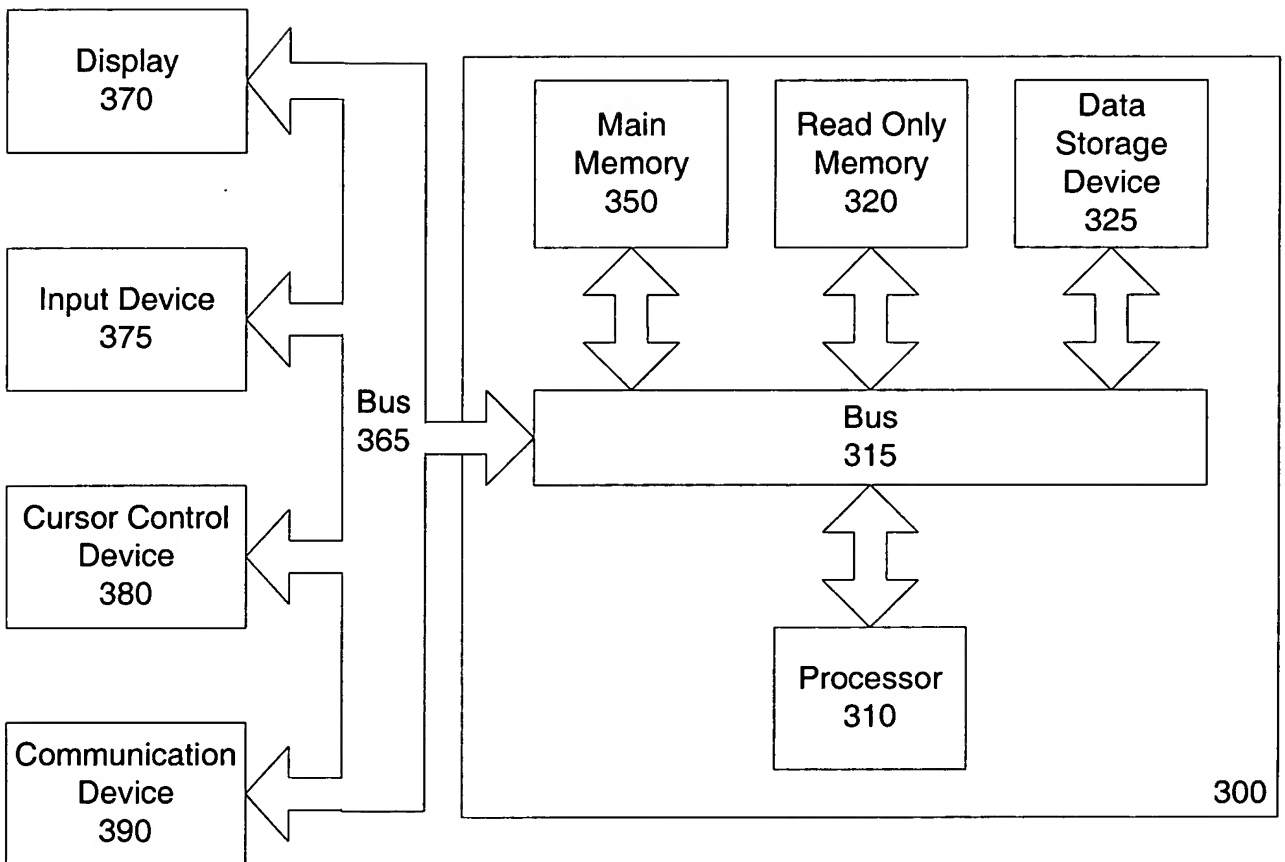 Display
370
Input Device
375
Cursor Control
Device
380
Communication
Device
390
Bus
365
Main
Memory
350
Read Only
Memory
320
Data
Storage
Device
325
Bus
315
Processor
310
300